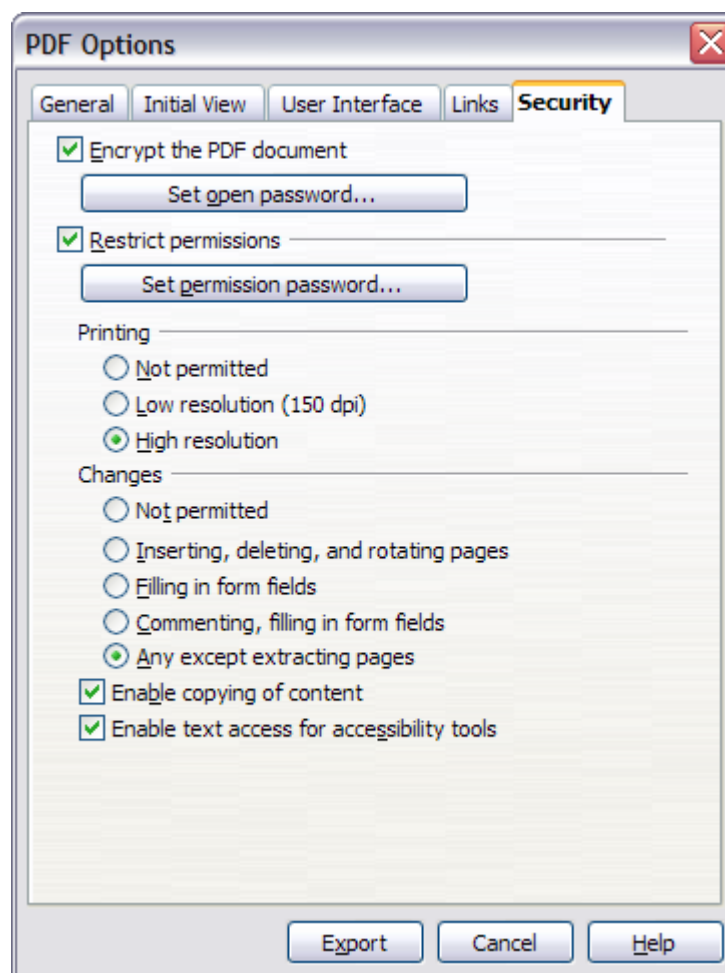 PDF Options
General Initial View User Interface Links Security
Encrypt the PDF document
Set open password...
Restrict permissions
Set permission password...
Printing
Not permitted
Low resolution (150 dpi)
High resolution
Changes
Not permitted
Inserting, deleting, and rotating pages
Filling in form fields
Commenting, filling in form fields
Any except extracting pages
Enable copying of content
Enable text access for accessibility tools
Export Cancel Help